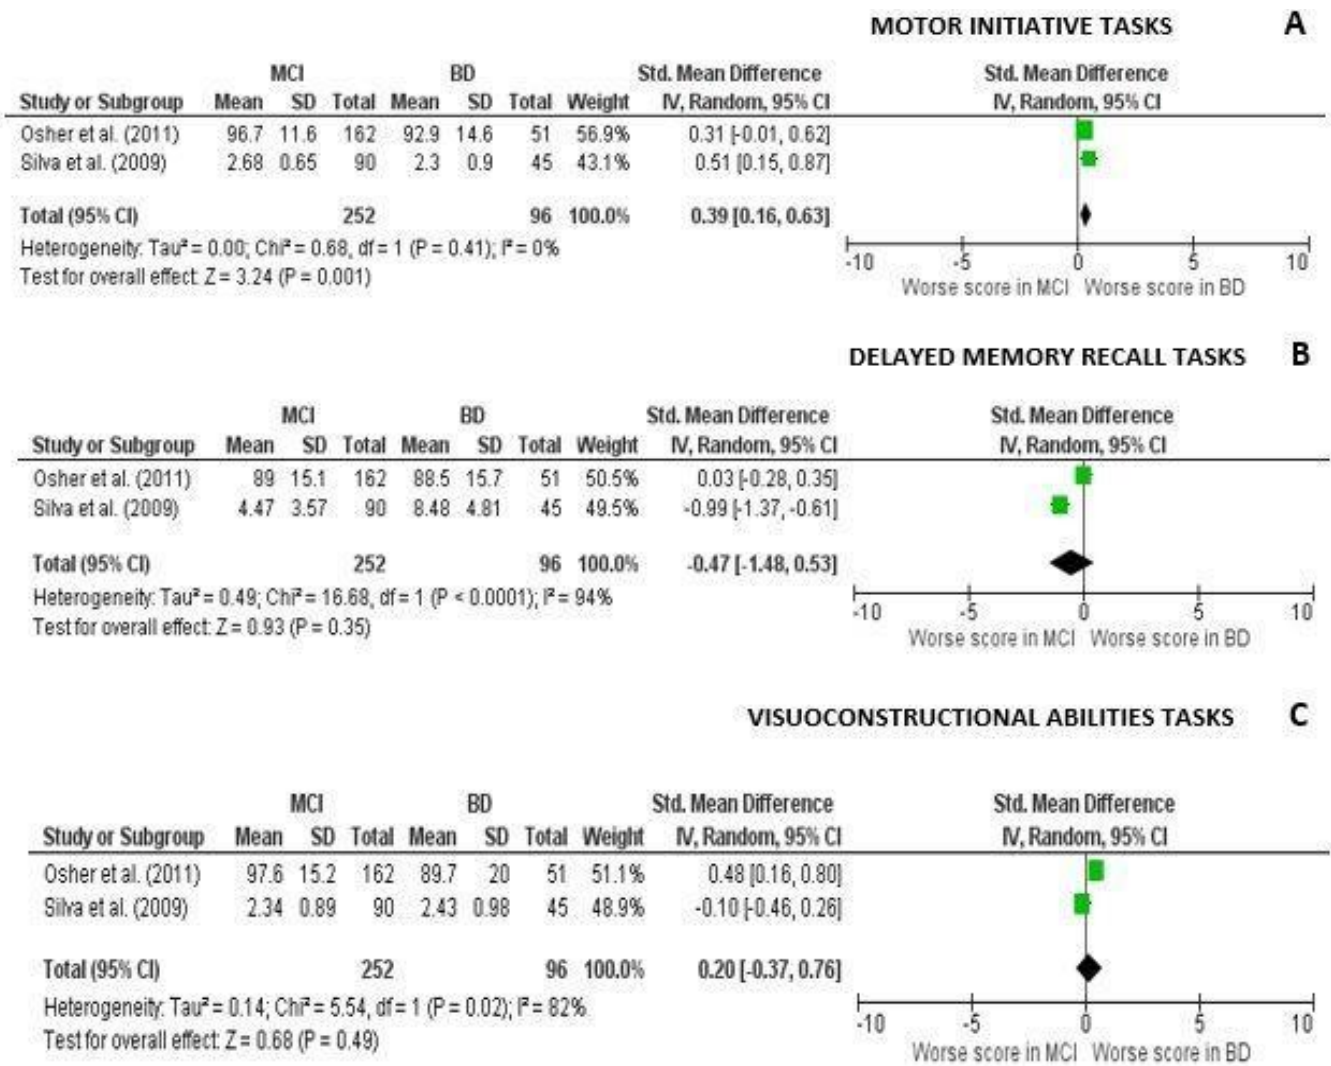 MOTOR INITIATIVE TASKS A
MCI BD Std. Mean Difference Std. Mean Difference
Study or Subgroup Mean SD Total Mean SD Total Weight IV, Random, 95% CI IV, Random, 95% CI
Osher et al. (2011) 96.7 11.6 162 92.9 14.6 51 56.9% 0.31 [-0.01, 0.62]
Silva et al. (2009) 2.68 0.65 90 2.3 0.9 45 43.1% 0.51 [0.15, 0.87]
Total (95% CI) 252 96 100.0% 0.39 [0.16, 0.63]
Heterogeneity: Tau² = 0.00; Chi² = 0.68, df = 1 (P = 0.41); I² = 0%
Test for overall effect: Z = 3.24 (P = 0.001)
-10 -5 0 5 10
Worse score in MCI Worse score in BD
DELAYED MEMORY RECALL TASKS B
MCI BD Std. Mean Difference Std. Mean Difference
Study or Subgroup Mean SD Total Mean SD Total Weight IV, Random, 95% CI IV, Random, 95% CI
Osher et al. (2011) 89 15.1 162 88.5 15.7 51 50.5% 0.03 [-0.28, 0.35]
Silva et al. (2009) 4.47 3.57 90 8.48 4.81 45 49.5% -0.99 [-1.37, -0.61]
Total (95% CI) 252 96 100.0% -0.47 [-1.48, 0.53]
Heterogeneity: Tau² = 0.49; Chi² = 16.68, df = 1 (P < 0.0001); I² = 94%
Test for overall effect: Z = 0.93 (P = 0.35)
-10 -5 0 5 10
Worse score in MCI Worse score in BD
VISUOCONSTRUCTIONAL ABILITIES TASKS C
MCI BD Std. Mean Difference Std. Mean Difference
Study or Subgroup Mean SD Total Mean SD Total Weight IV, Random, 95% CI IV, Random, 95% CI
Osher et al. (2011) 97.6 15.2 162 89.7 20 51 51.1% 0.48 [0.16, 0.80]
Silva et al. (2009) 2.34 0.89 90 2.43 0.98 45 48.9% -0.10 [-0.46, 0.26]
Total (95% CI) 252 96 100.0% 0.20 [-0.37, 0.76]
Heterogeneity: Tau² = 0.14; Chi² = 5.54, df = 1 (P = 0.02); I² = 82%
Test for overall effect: Z = 0.68 (P = 0.49)
-10 -5 0 5 10
Worse score in MCI Worse score in BD